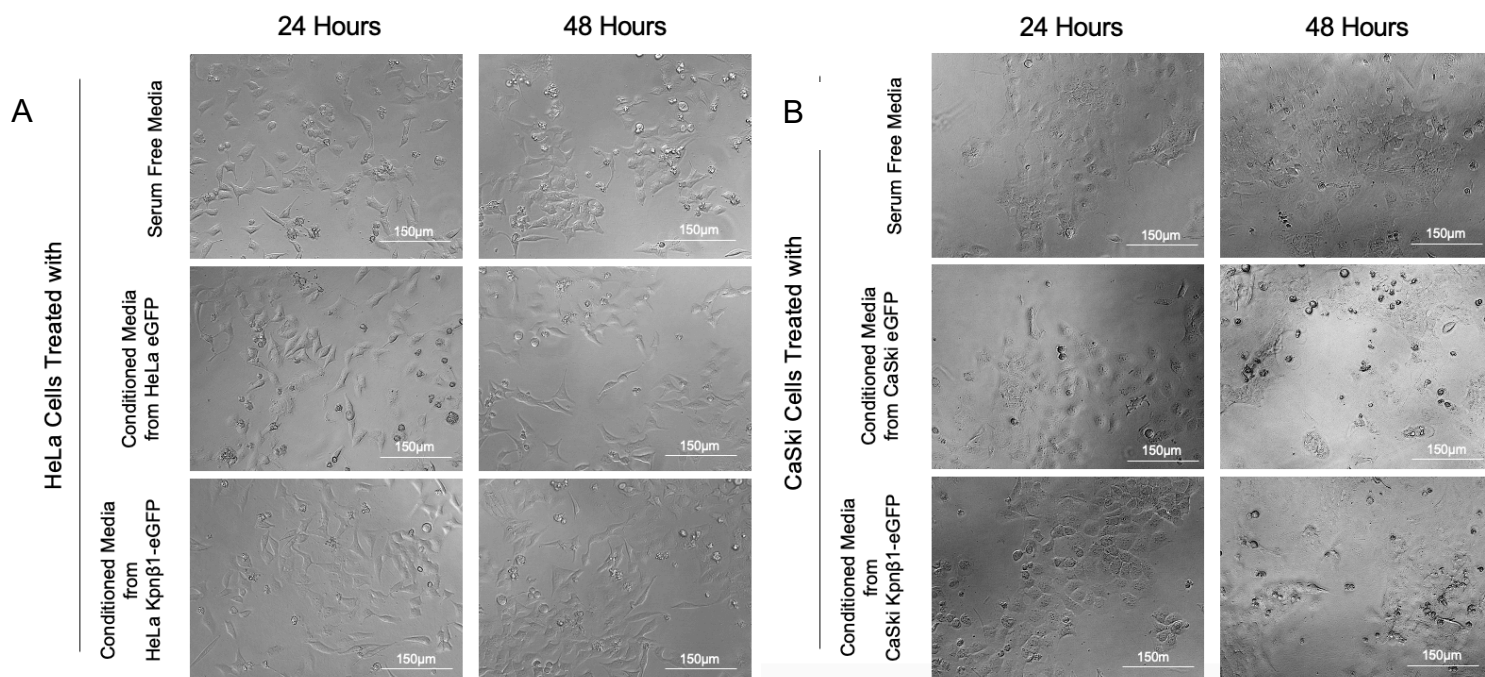 A
24 Hours
48 Hours
HeLa Cells Treated with
Serum Free Media
150µm
150µm
Conditioned Media
from HeLa eGFP
150µm
150µm
Conditioned Media
from
HeLa Kpnβ1-eGFP
150µm
150µm
B
24 Hours
48 Hours
CaSki Cells Treated with
Serum Free Media
150µm
150µm
Conditioned Media
from CaSki eGFP
150µm
150µm
Conditioned Media
from
CaSki Kpnβ1-eGFP
150m
150µm